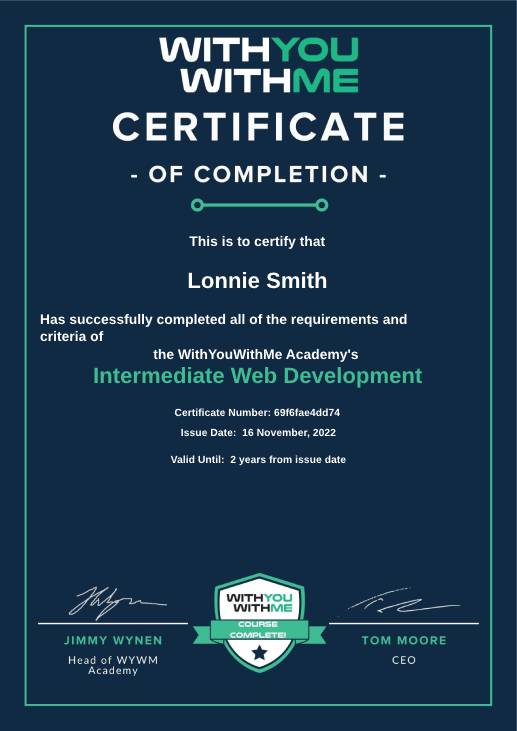 WITHYOU
WITHME
CERTIFICATE
- OF COMPLETION -
This is to certify that
Lonnie Smith
Has successfully completed all of the requirements and
criteria of
the WithYouWithMe Academy's
Intermediate Web Development
Certificate Number: 69f6fae4dd74
Issue Date:  16 November, 2022
Valid Until:  2 years from issue date
WITHYOU
WITHME
COURSE
COMPLETE!
JIMMY WYNEN
Head of WYWM
Academy
TOM MOORE
CEO